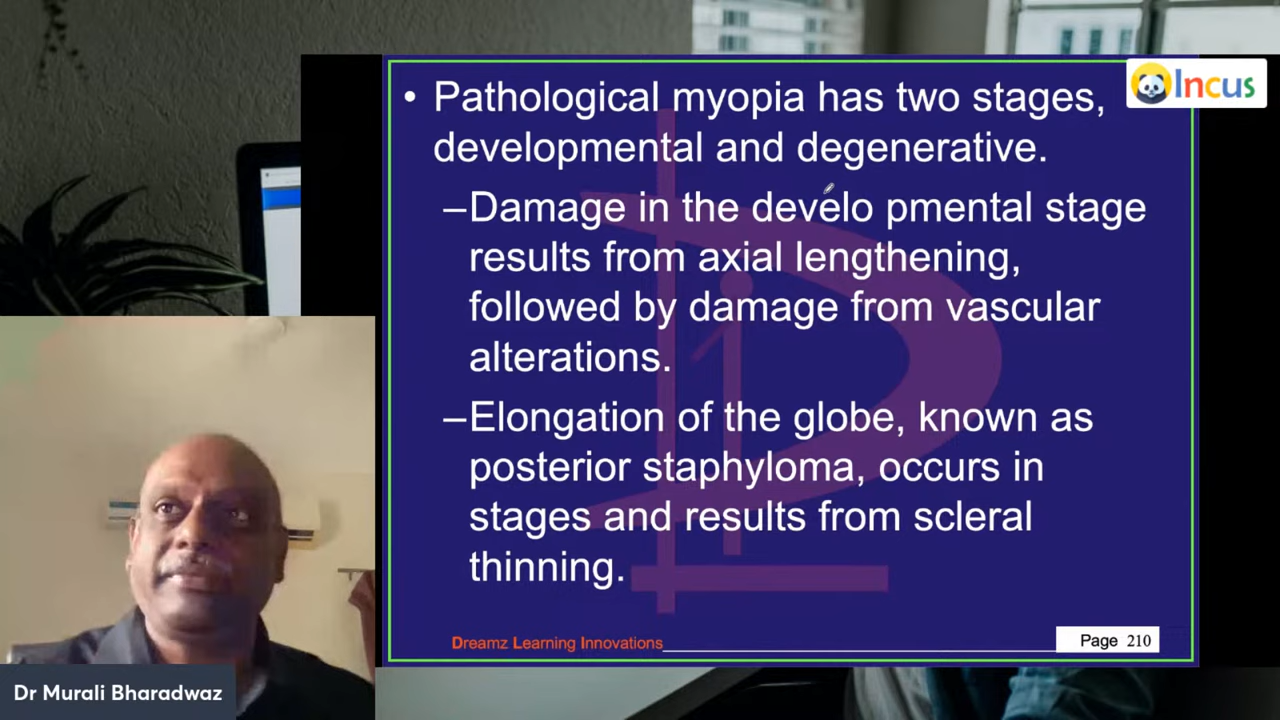 Incus
• Pathological myopia has two stages,
developmental and degenerative.
–Damage in the develo pmental stage
results from axial lengthening,
followed by damage from vascular
alterations.
–Elongation of the globe, known as
posterior staphyloma, occurs in
stages and results from scleral
thinning.
Dreamz Learning Innovations
Page 210
Dr Murali Bharadwaz